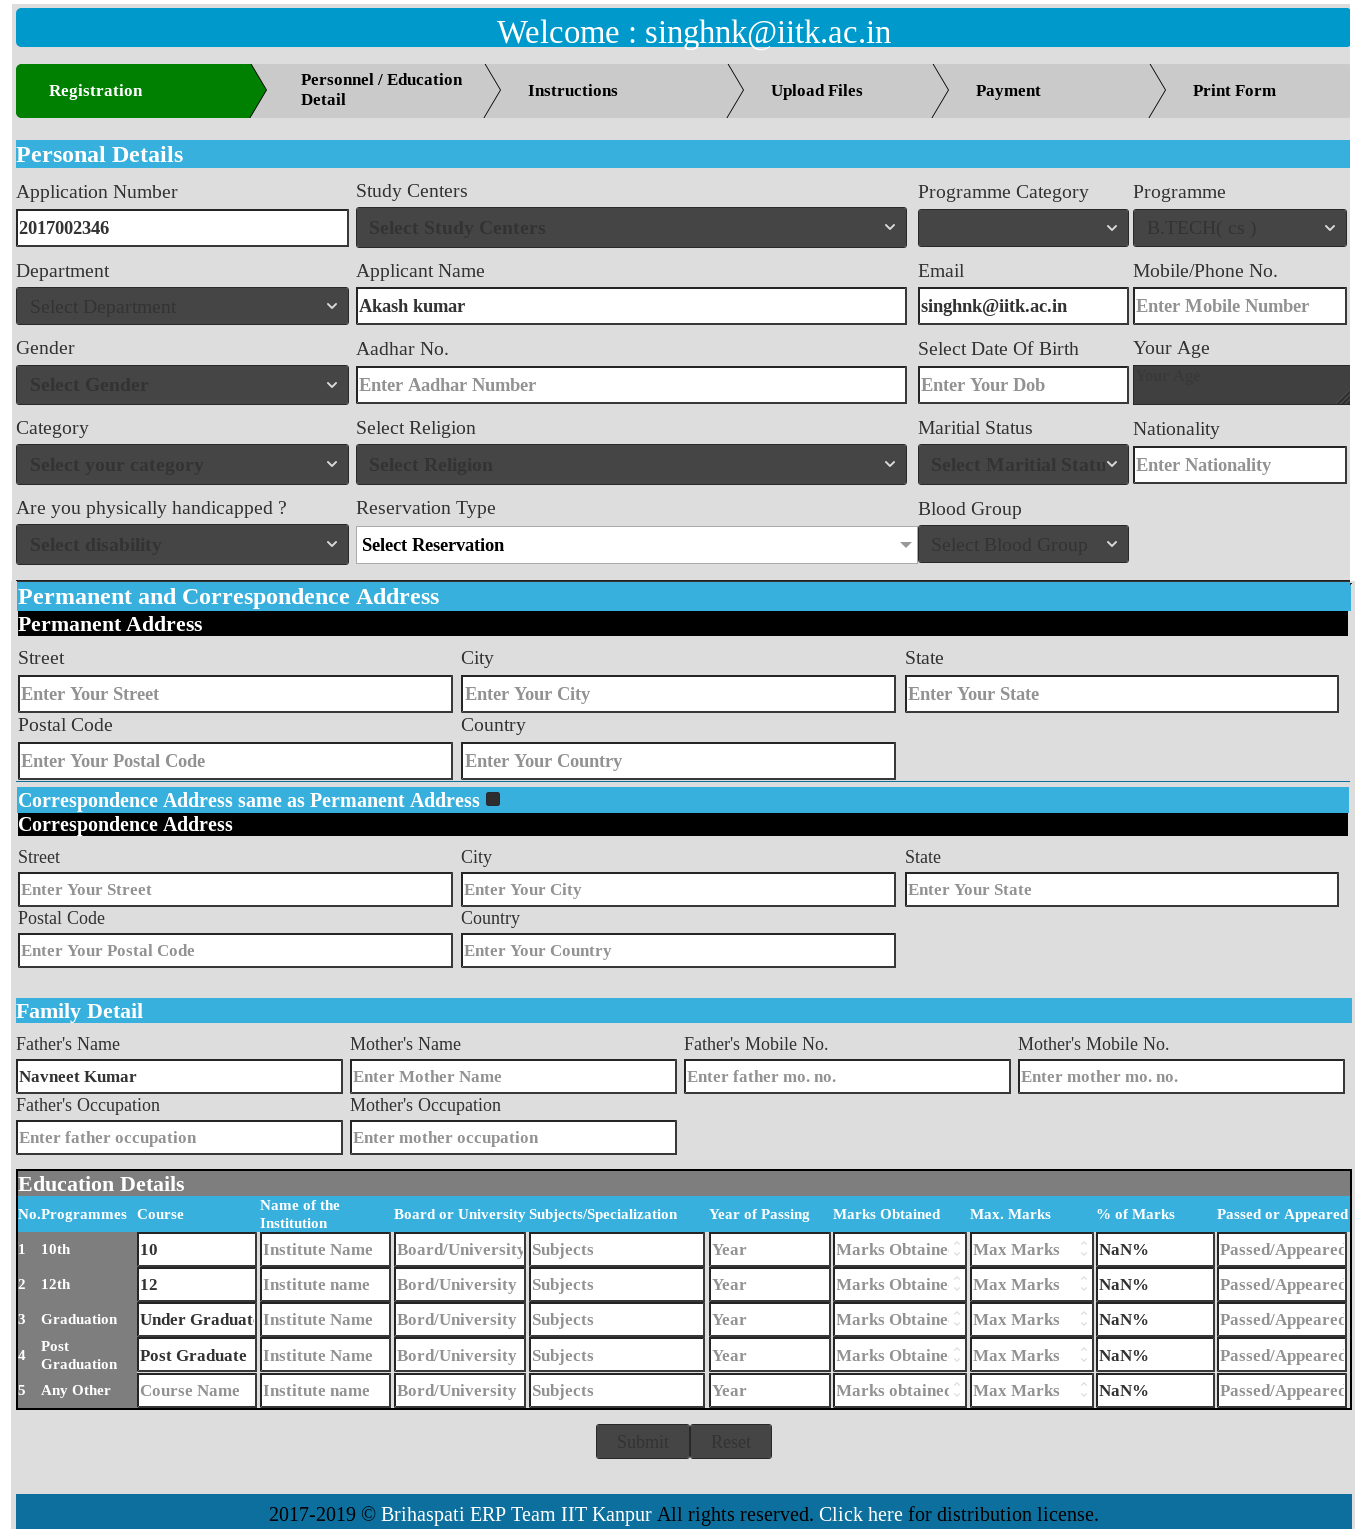 Welcome : singhnk@iitk.ac.in
Registration
Personnel / Education
Detail
Instructions
Upload Files
Payment
Print Form
Personal Details
Application Number
Study Centers
Programme Category
Programme
2017002346
Select Study Centers
B.TECH( cs )
Department
Applicant Name
Email
Mobile/Phone No.
Select Department
Akash kumar
singhnk@iitk.ac.in
Enter Mobile Number
Gender
Aadhar No.
Select Date Of Birth
Your Age
Select Gender
Enter Aadhar Number
Enter Your Dob
Your Age
Category
Select Religion
Maritial Status
Nationality
Select your category
Select Religion
Select Maritial Statu
Enter Nationality
Are you physically handicapped ?
Reservation Type
Blood Group
Select disability
Select Reservation
Select Blood Group
Permanent and Correspondence Address
Permanent Address
Street
City
State
Enter Your Street
Enter Your City
Enter Your State
Postal Code
Country
Enter Your Postal Code
Enter Your Country
Correspondence Address same as Permanent Address
Correspondence Address
Street
City
State
Enter Your Street
Enter Your City
Enter Your State
Postal Code
Country
Enter Your Postal Code
Enter Your Country
Family Detail
Father's Name
Mother's Name
Father's Mobile No.
Mother's Mobile No.
Navneet Kumar
Enter Mother Name
Enter father mo. no.
Enter mother mo. no.
Father's Occupation
Mother's Occupation
Enter father occupation
Enter mother occupation
Education Details
No. Programmes Course Name of the Institution Board or University Subjects/Specialization Year of Passing Marks Obtained Max. Marks % of Marks Passed or Appeared
1 10th 10 Institute Name Board/University Subjects Year Marks Obtaine Max Marks NaN% Passed/Appeared
2 12th 12 Institute name Bord/University Subjects Year Marks Obtaine Max Marks NaN% Passed/Appeared
3 Graduation Under Graduat Institute Name Bord/University Subjects Year Marks Obtaine Max Marks NaN% Passed/Appeared
4 Post Graduation Post Graduate Institute Name Bord/University Subjects Year Marks Obtaine Max Marks NaN% Passed/Appeared
5 Any Other Course Name Institute name Bord/University Subjects Year Marks obtained Max Marks NaN% Passed/Appeared
Submit Reset
2017-2019 © Brihaspati ERP Team IIT Kanpur All rights reserved. Click here for distribution license.